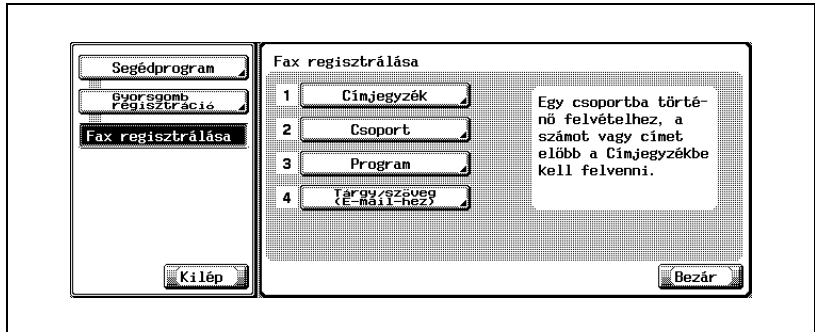 Segédprogram
Gyorsgomb
regisztráció
Fax regisztrálása
Kilép
Fax regisztrálása
1 Címjegyzék
2 Csoport
3 Program
4 Tárgy/szöveg
(E-mail-hez)
Egy csoportba törté-
nő felvételhez, a
számot vagy címet
előbb a Címjegyzékbe
kell felvenni.
Bezár